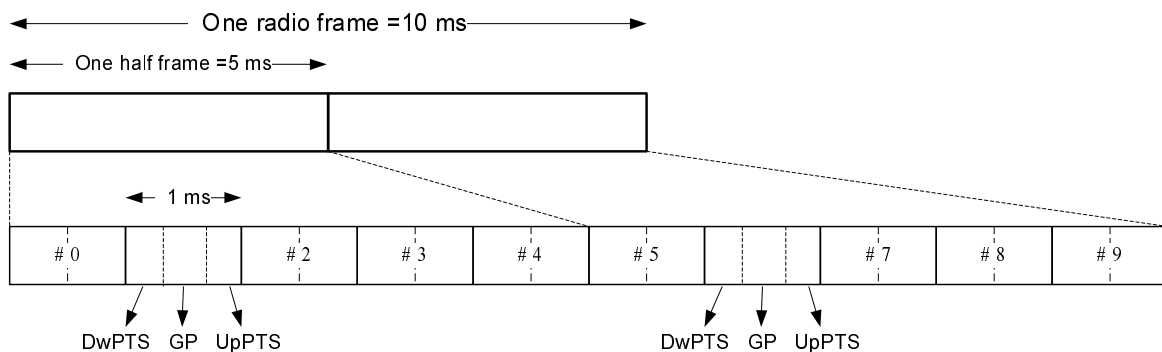 One radio frame =10 ms
One half frame =5 ms
1 ms
# 0 # 2 # 3 # 4 # 5 # 7 # 8 # 9
DwPTS GP UpPTS DwPTS GP UpPTS